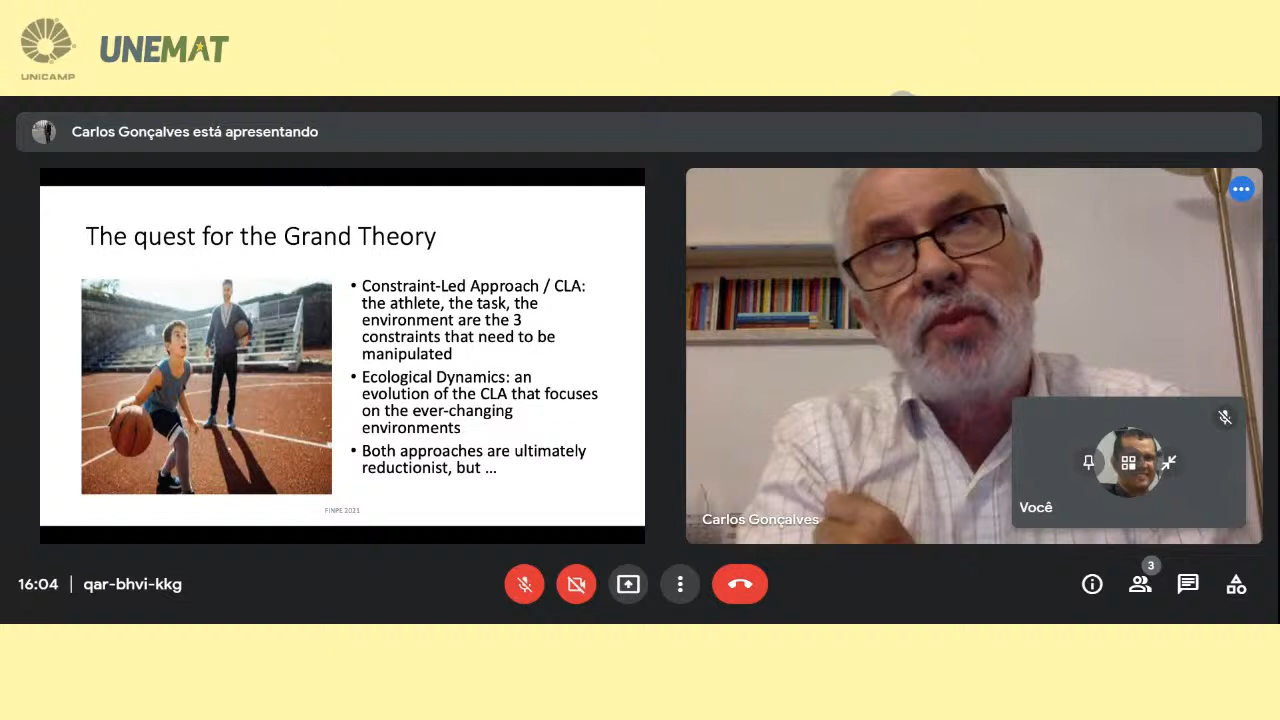 UNICAMP
UNEMAT
Carlos Gonçalves está apresentando
The quest for the Grand Theory
• Constraint-Led Approach / CLA:
the athlete, the task, the
environment are the 3
constraints that need to be
manipulated
• Ecological Dynamics: an
evolution of the CLA that focuses
on the ever-changing
environments
• Both approaches are ultimately
reductionist, but ...
FINPE 2021
Carlos Gonçalves
Você
16:04 | qar-bhvi-kkg
3